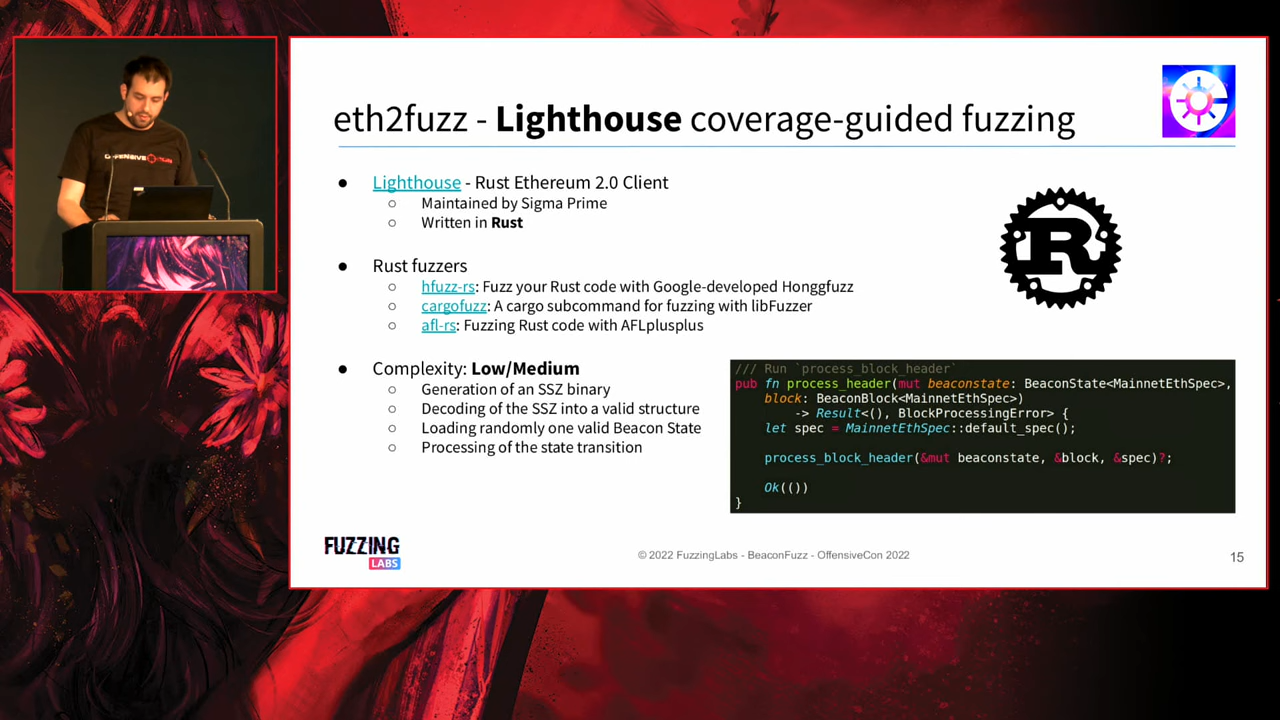 eth2fuzz - Lighthouse coverage-guided fuzzing
● Lighthouse - Rust Ethereum 2.0 Client
○ Maintained by Sigma Prime
○ Written in Rust
● Rust fuzzers
○ hfuzz-rs: Fuzz your Rust code with Google-developed Honggfuzz
○ cargofuzz: A cargo subcommand for fuzzing with libFuzzer
○ afl-rs: Fuzzing Rust code with AFLplusplus
● Complexity: Low/Medium
○ Generation of an SSZ binary
○ Decoding of the SSZ into a valid structure
○ Loading randomly one valid Beacon State
○ Processing of the state transition
R
/// Run `process_block_header`
pub fn process_header(mut beaconstate: BeaconState<MainnetEthSpec>,
block: BeaconBlock<MainnetEthSpec>)
-> Result<(), BlockProcessingError> {
let spec = MainnetEthSpec::default_spec();
process_block_header(&mut beaconstate, &block, &spec)?;
Ok(())
}
FUZZING
LABS
© 2022 FuzzingLabs - BeaconFuzz - OffensiveCon 2022
15